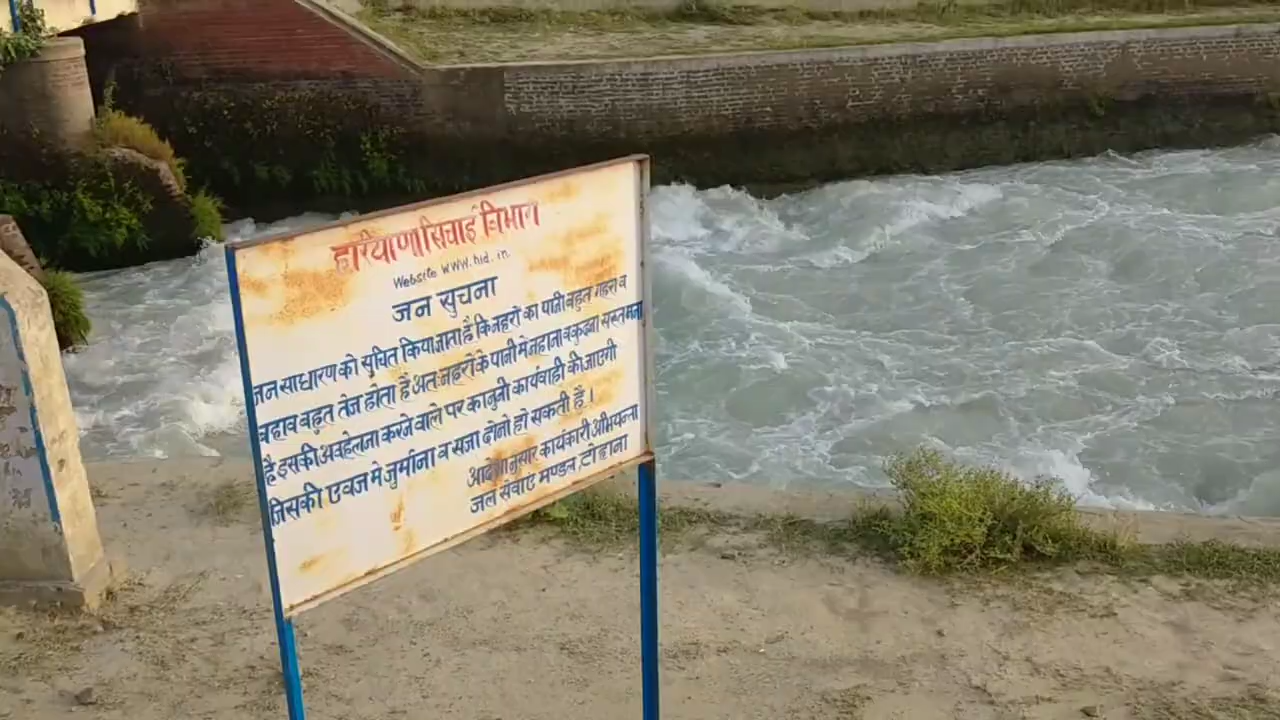 हरियाणा सिचाई विभाग
Website WWW.hid.in
जन सुचना
जन साधारण को सुचित किया जाता है कि नहरो का पानी बहुत गहरा व
बहाव बहुत तेज होता है अतः नहरों के पानी मे नहाना व कुदना सख्त मना
है इसकी अवहेलना करने वाले पर कानुनी कार्यवाही की जाएगी
जिसकी एवज मे जुर्माना व सजा दोनो हो सकती है।
आदेशानुसार कार्यकारी अभियन्ता
जल सेवाएं मण्डल, टोहाना